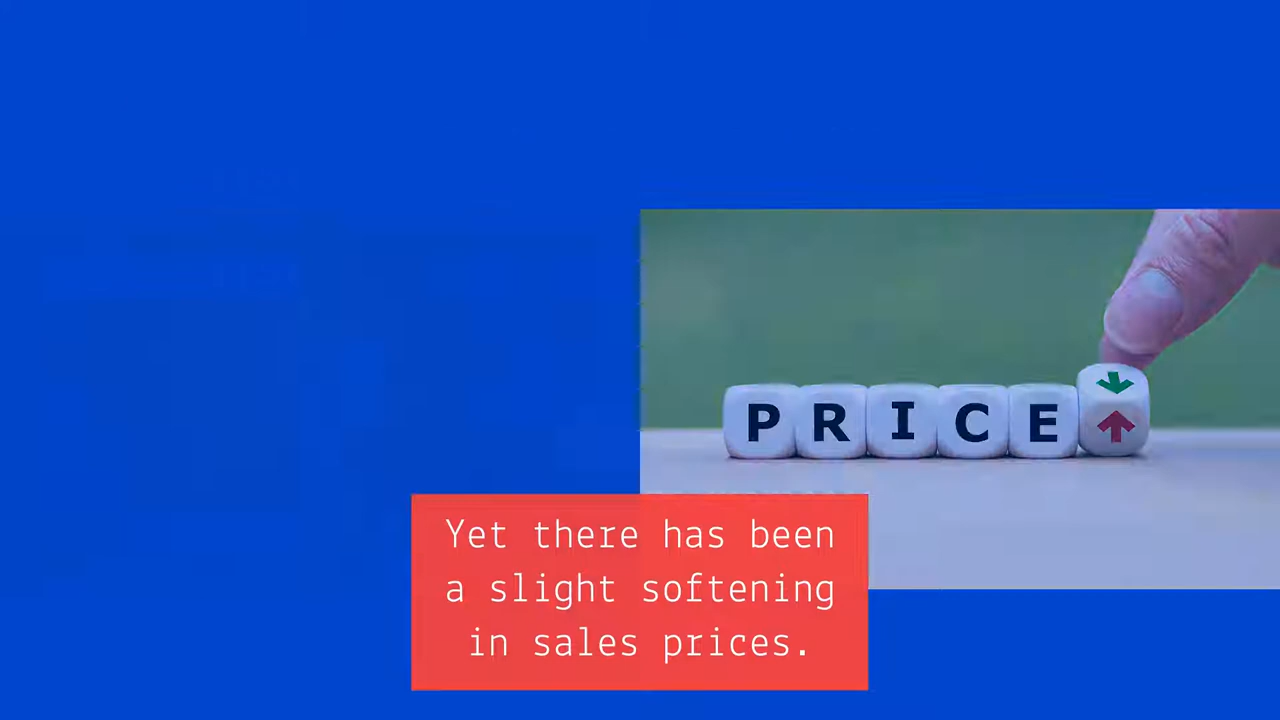 PRICE
Yet there has been
a slight softening
in sales prices.